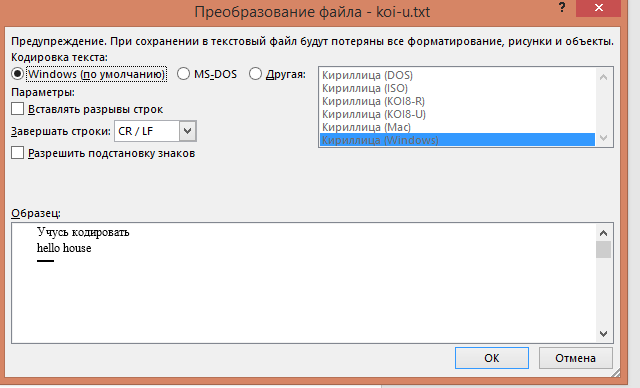 Преобразование файла - koi-u.txt
?
Предупреждение. При сохранении в текстовый файл будут потеряны все форматирование, рисунки и объекты.
Кодировка текста:
Windows (по умолчанию) MS-DOS Другая:
Кириллица (DOS)
Кириллица (ISO)
Кириллица (KOI8-R)
Кириллица (KOI8-U)
Кириллица (Mac)
Кириллица (Windows)
Параметры:
Вставлять разрывы строк
Завершать строки: CR / LF
Разрешить подстановку знаков
Образец:
Учусь кодировать
hello house
ОК Отмена